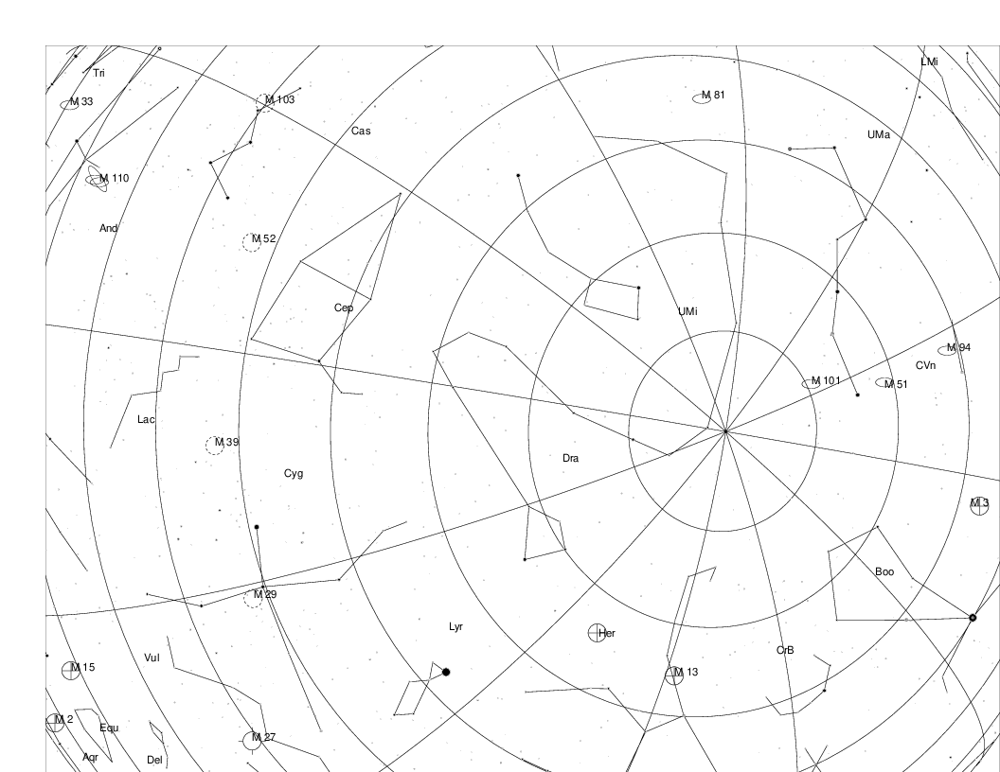 LMi
Tri
M 81
M 103
M 33
Cas
UMa
M 110
And
M 52
Cep
UMi
M 94
CVn
M 101
M 51
Lac
M 39
Dra
Cyg
M 3
Boo
M 29
Lyr
Her
CrB
Vul
M 15
M 13
M 2
Equ
M 27
Aqr
Del